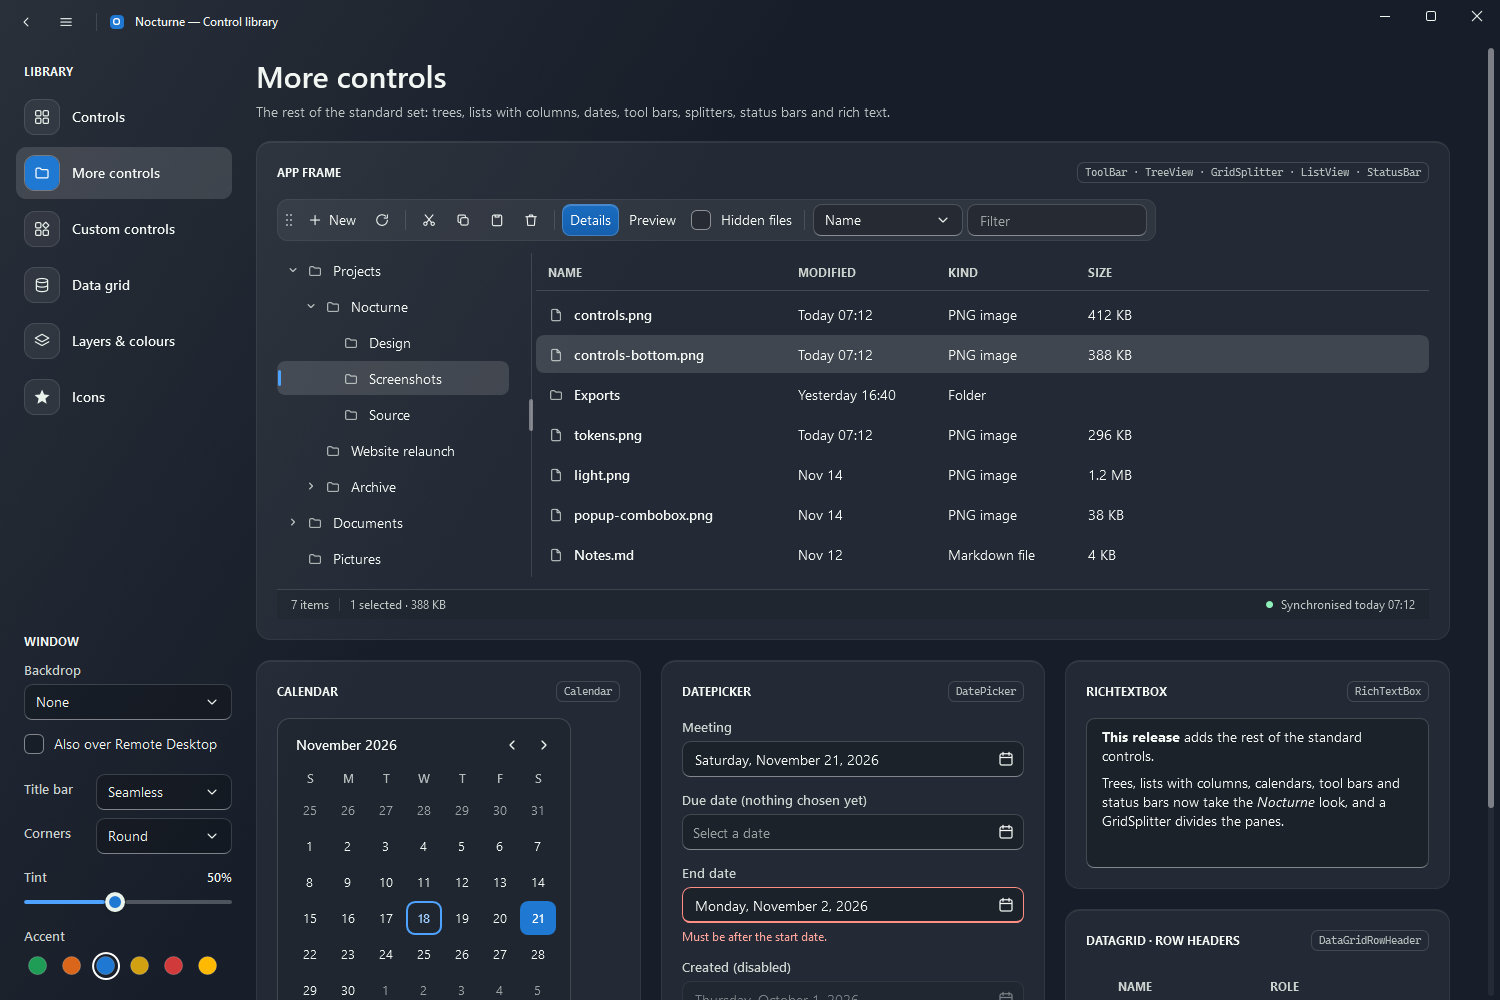 Nocturne — Control library
LIBRARY
Controls
More controls
Custom controls
Data grid
Layers & colours
Icons
WINDOW
Backdrop
None
Also over Remote Desktop
Title bar
Seamless
Corners
Round
Tint
50%
Accent
More controls
The rest of the standard set: trees, lists with columns, dates, tool bars, splitters, status bars and rich text.
APP FRAME
ToolBar · TreeView · GridSplitter · ListView · StatusBar
New
Details
Preview
Hidden files
Name
Filter
Projects
Nocturne
Design
Screenshots
Source
Website relaunch
Archive
Documents
Pictures
NAME MODIFIED KIND SIZE
controls.png Today 07:12 PNG image 412 KB
controls-bottom.png Today 07:12 PNG image 388 KB
Exports Yesterday 16:40 Folder
tokens.png Today 07:12 PNG image 296 KB
light.png Nov 14 PNG image 1.2 MB
popup-combobox.png Nov 14 PNG image 38 KB
Notes.md Nov 12 Markdown file 4 KB
7 items
1 selected · 388 KB
Synchronised today 07:12
CALENDAR
Calendar
November 2026
S M T W T F S
25 26 27 28 29 30 31
1 2 3 4 5 6 7
8 9 10 11 12 13 14
15 16 17 18 19 20 21
22 23 24 25 26 27 28
29 30 1 2 3 4 5
DATEPICKER
DatePicker
Meeting
Saturday, November 21, 2026
Due date (nothing chosen yet)
Select a date
End date
Monday, November 2, 2026
Must be after the start date.
Created (disabled)
Thursday, October 1, 2026
RICHTEXTBOX
RichTextBox
This release adds the rest of the standard
controls.
Trees, lists with columns, calendars, tool bars and
status bars now take the Nocturne look, and a
GridSplitter divides the panes.
DATAGRID · ROW HEADERS
DataGridRowHeader
NAME ROLE